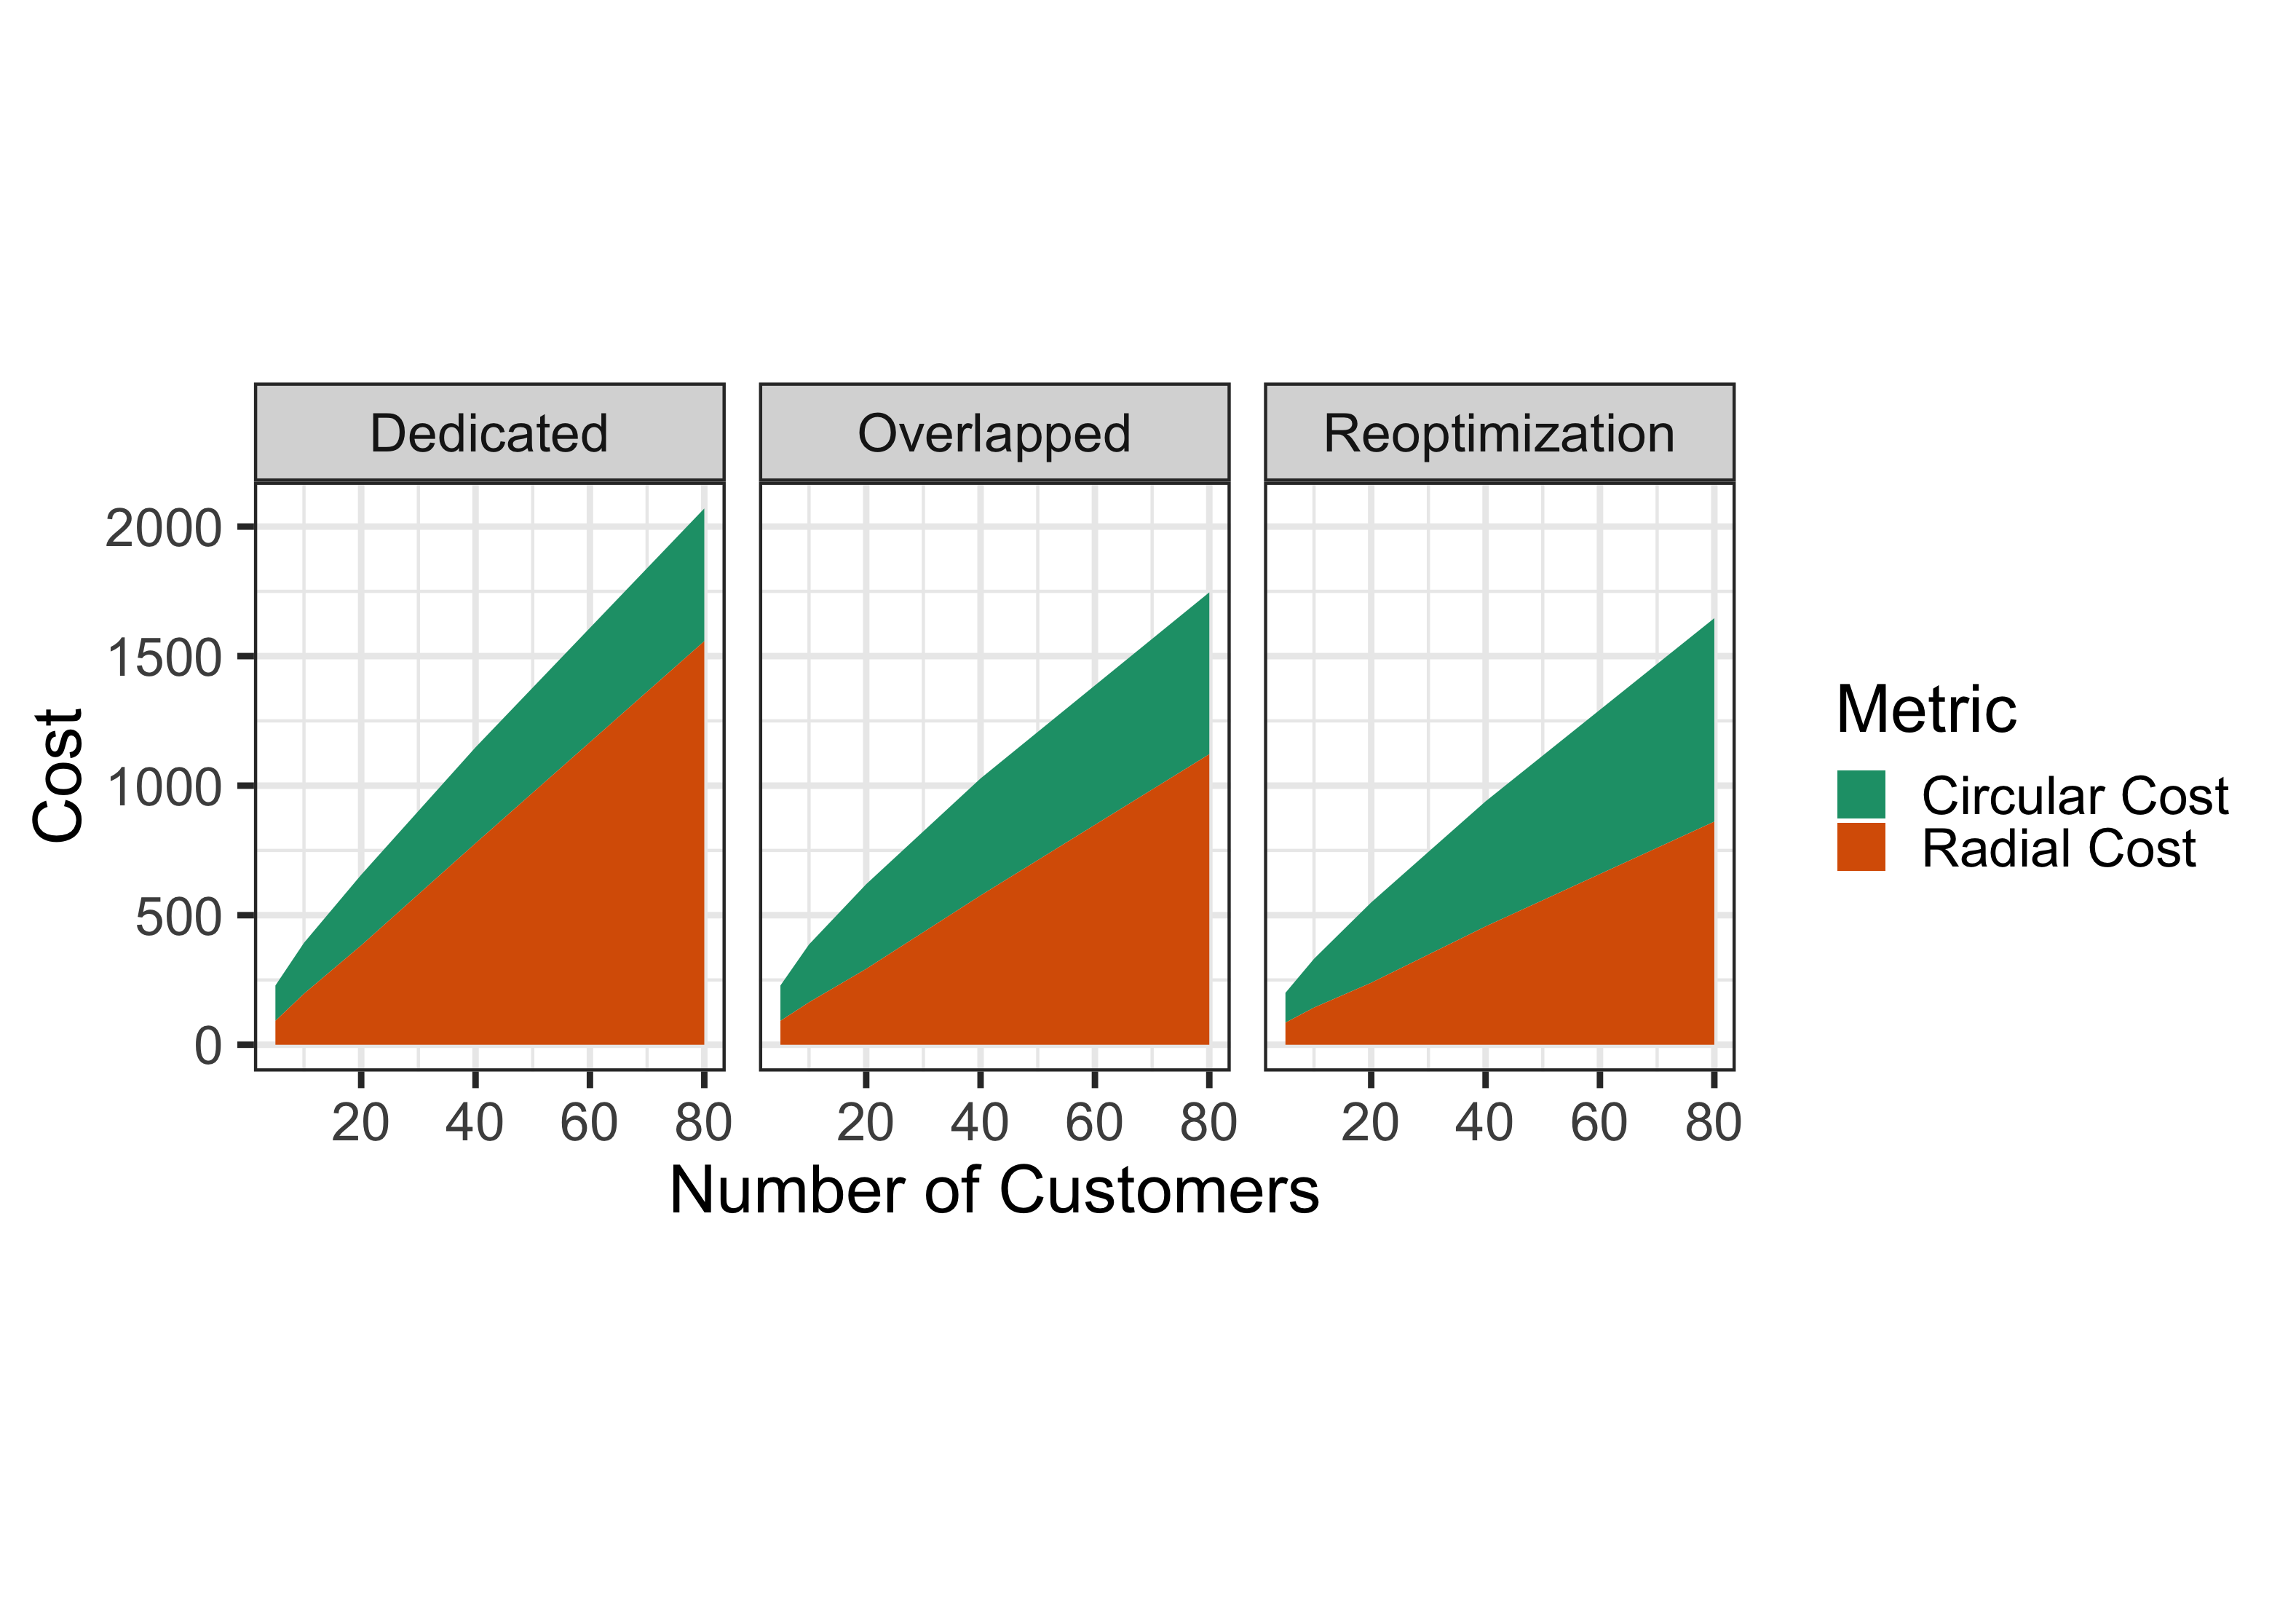 Dedicated
Overlapped
Reoptimization
2000
1500
1000
500
0
Cost
20 40 60 80
20 40 60 80
20 40 60 80
Number of Customers
Metric
Circular Cost
Radial Cost